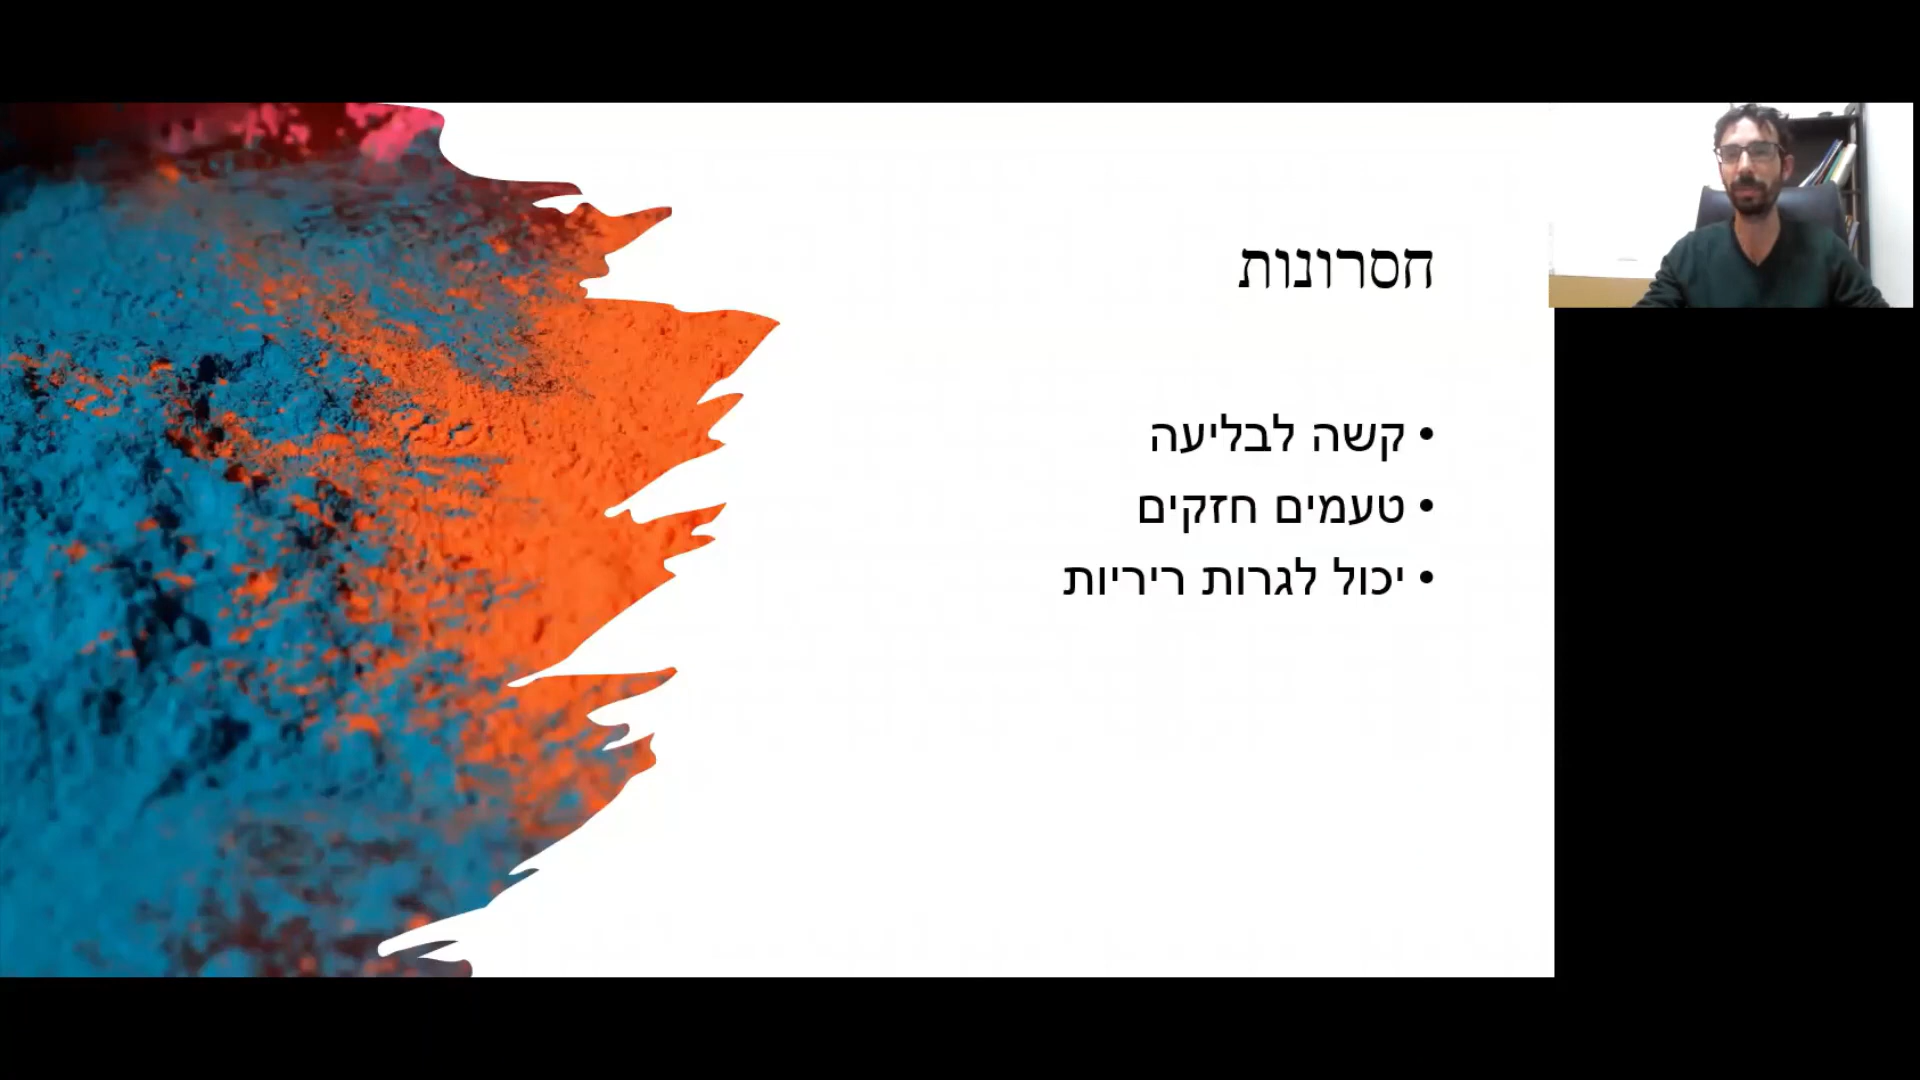 חסרונות
• קשה לבליעה
• טעמים חזקים
• יכול לגרות ריריות